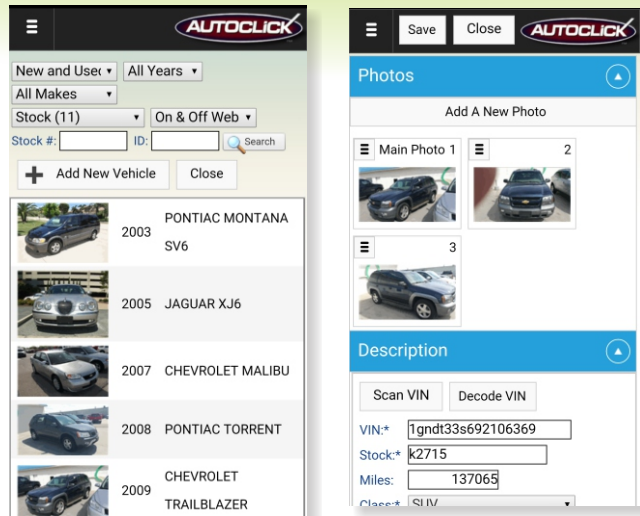 AUTOCLICK
New and Used
All Years
All Makes
Stock (11)
On & Off Web
Stock #:
ID:
Search
Add New Vehicle
Close
2003 PONTIAC MONTANA
SV6
2005 JAGUAR XJ6
2007 CHEVROLET MALIBU
2008 PONTIAC TORRENT
2009 CHEVROLET
TRAILBLAZER
Save
Close
AUTOCLICK
Photos
Add A New Photo
Main Photo 1
2
3
Description
Scan VIN
Decode VIN
VIN:* 1gndt33s692106369
Stock:* k2715
Miles: 137065
Class:* SUV